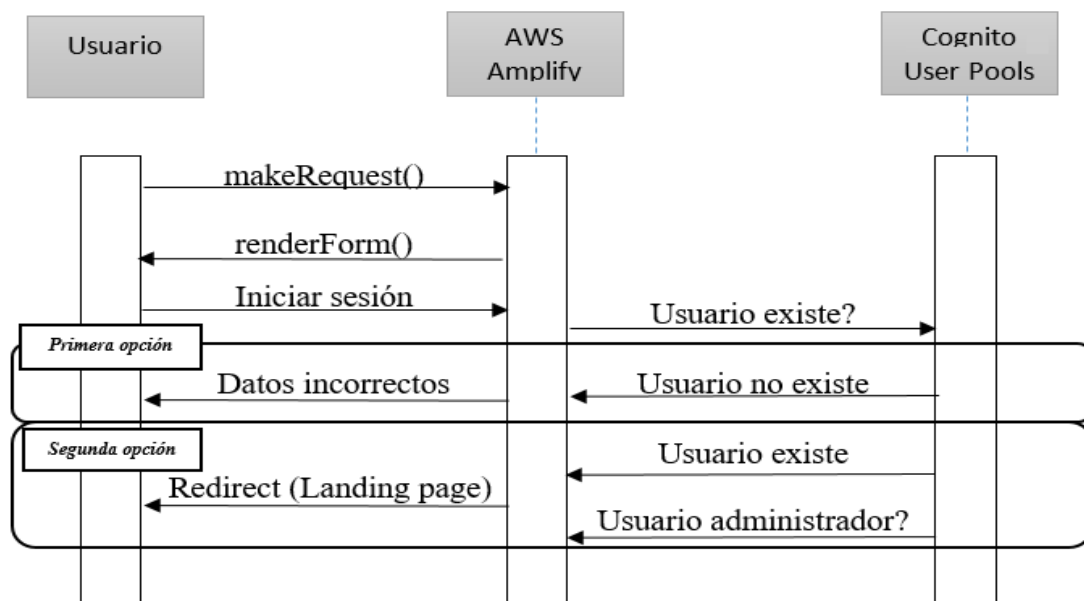 Usuario
AWS
Amplify
Cognito
User Pools
makeRequest()
renderForm()
Iniciar sesión
Usuario existe?
Primera opción
Datos incorrectos
Usuario no existe
Segunda opción
Usuario existe
Redirect (Landing page)
Usuario administrador?